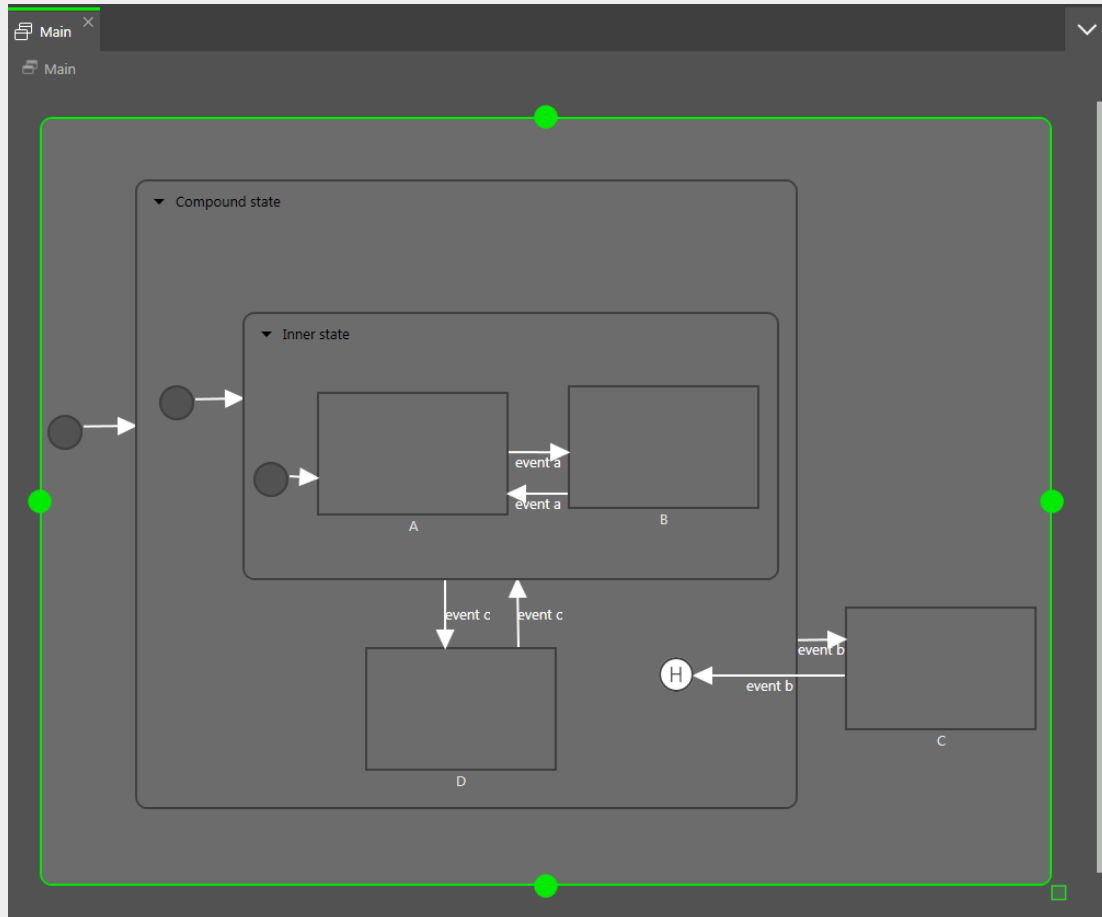 Main
Main
Compound state
Inner state
event a
event a
A
B
event c
event c
event b
H
event b
C
D